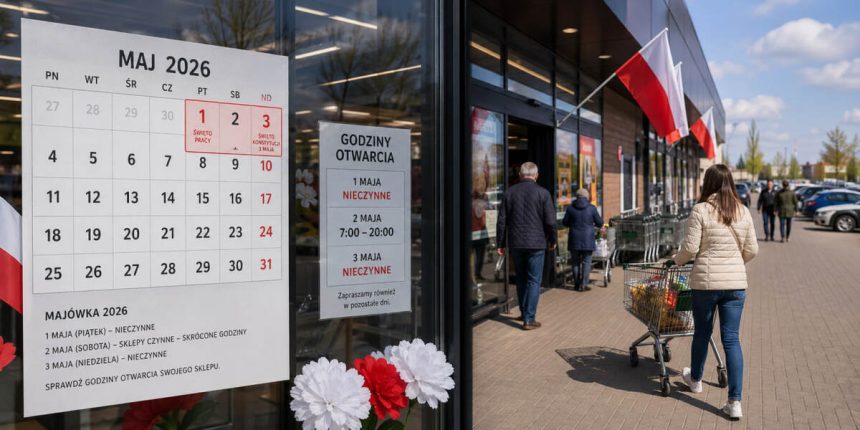 MAJ 2026
PN WT ŚR CZ PT SB ND
27 28 29 30 1 2 3
ŚWIĘTO PRACY
ŚWIĘTO KONSTYTUCJI 3 MAJA
4 5 6 7 8 9 10
11 12 13 14 15 16 17
18 19 20 21 22 23 24
25 26 27 28 29 30 31
MAJÓWKA 2026
1 MAJA (PIĄTEK) – NIECZYNNE
2 MAJA (SOBOTA) – SKLEPY CZYNNE – SKRÓCONE GODZINY
3 MAJA (NIEDZIELA) – NIECZYNNE
SPRAWDŹ GODZINY OTWARCIA SWOJEGO SKLEPU.
GODZINY
OTWARCIA
1 MAJA
NIECZYNNE
2 MAJA
7:00 – 20:00
3 MAJA
NIECZYNNE
Zapraszamy również
w pozostałe dni.